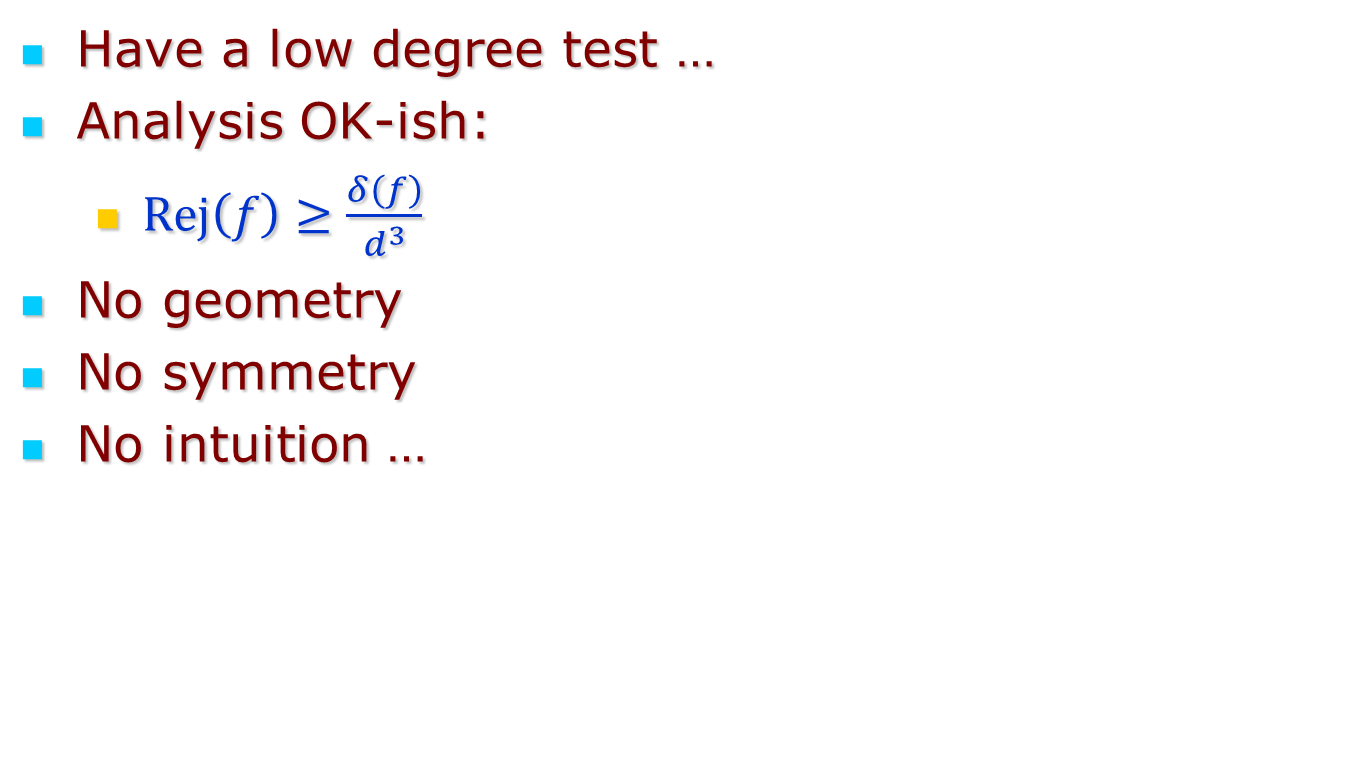 Have a low degree test …
Analysis OK-ish:
Rej(f) ≥ δ(f)/d³
No geometry
No symmetry
No intuition …